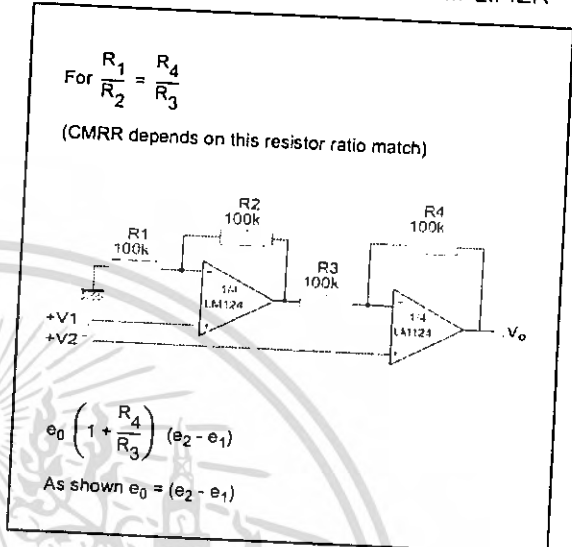 For R1/R2 = R4/R3
(CMRR depends on this resistor ratio match)
R2
100k
R4
100k
R1
100k
R3
100k
1/4
LM124
1/4
LM124
+V1
+V2
Vo
e0 (1 + R4/R3) (e2 - e1)
As shown e0 = (e2 - e1)